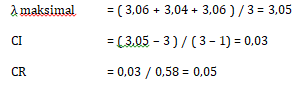 λ maksimal = ( 3,06 + 3,04 + 3,06 ) / 3 = 3,05
CI = ( 3,05 – 3 ) / ( 3 – 1) = 0,03
CR = 0,03 / 0,58 = 0,05